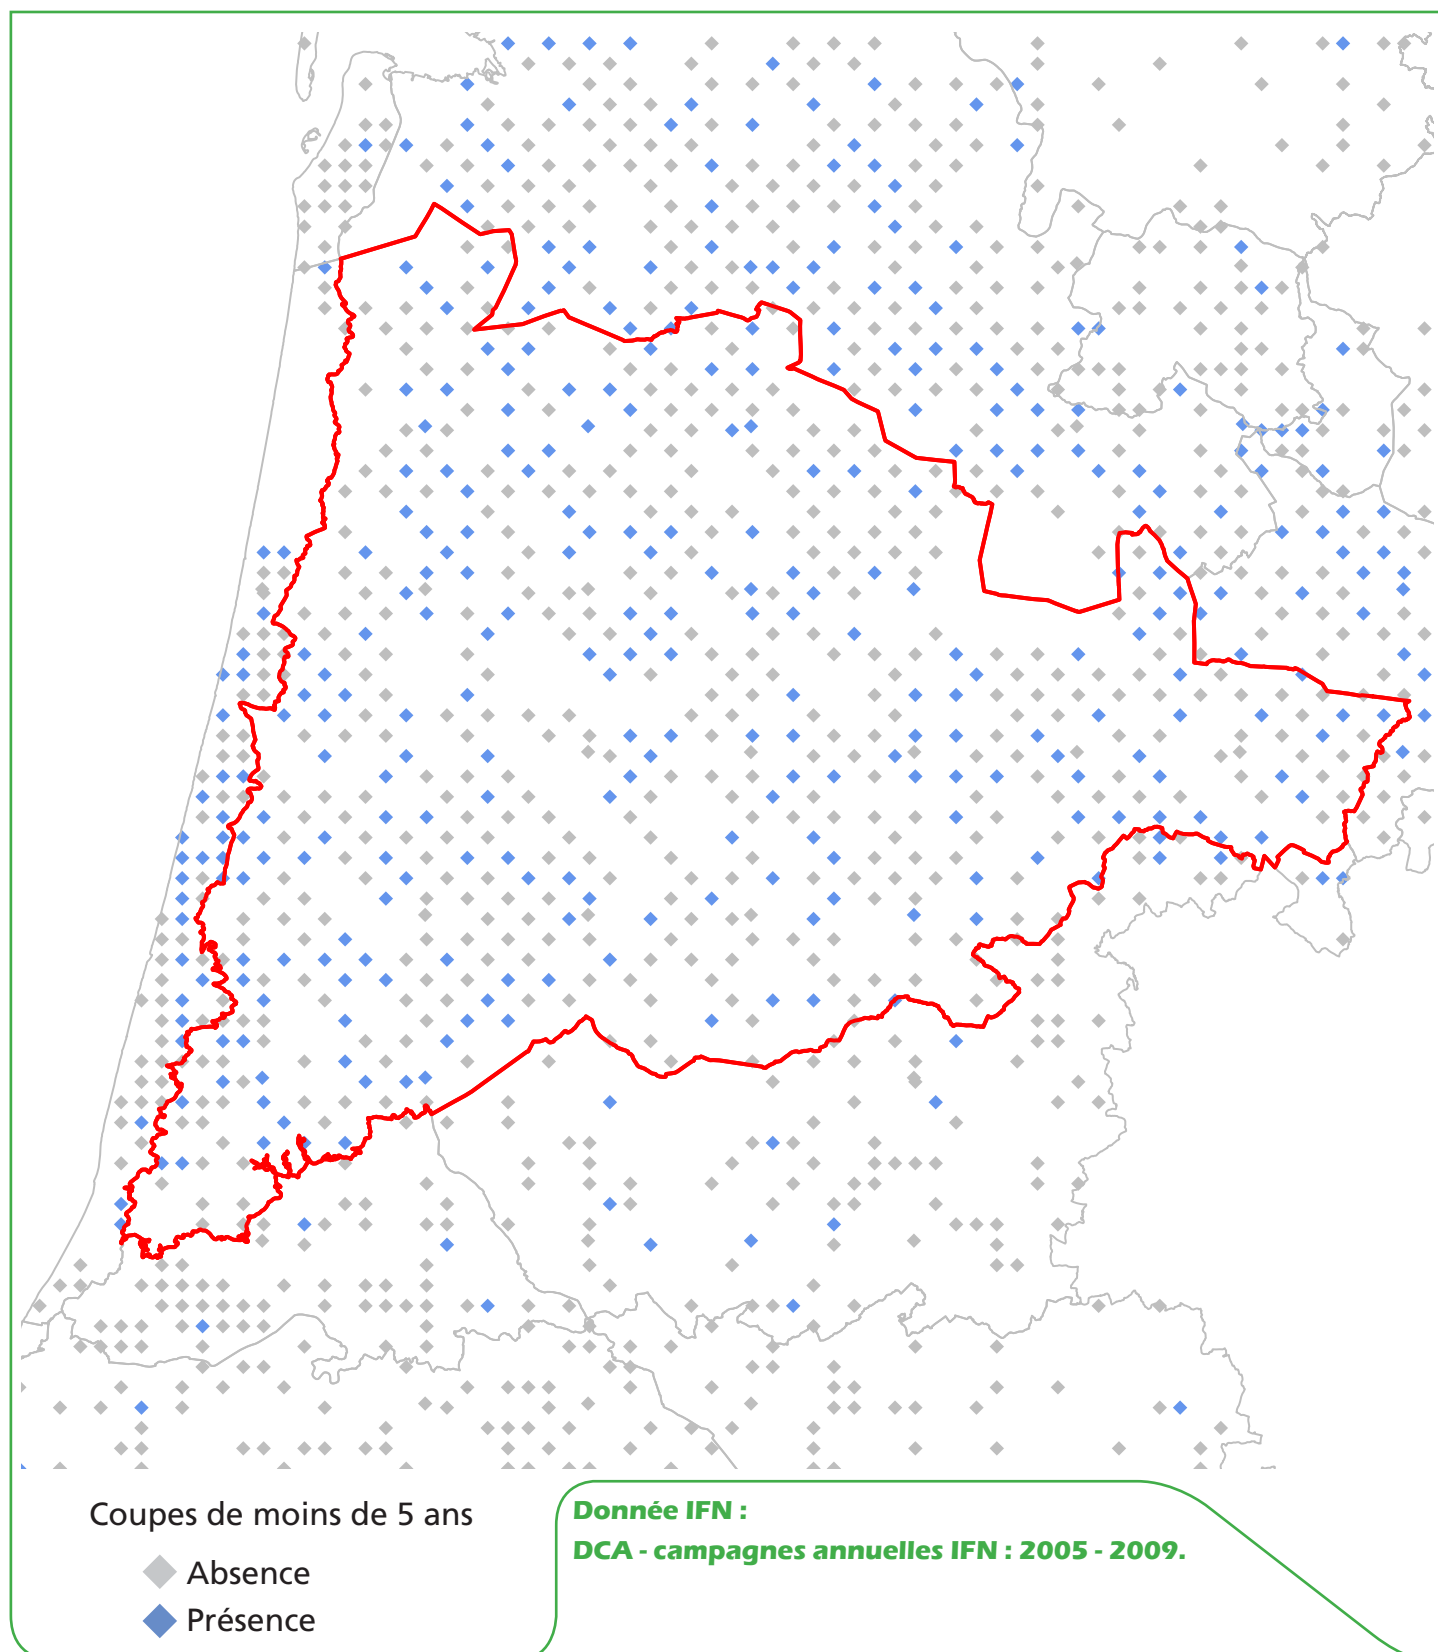 Coupes de moins de 5 ans
Absence
Présence
Donnée IFN :
DCA - campagnes annuelles IFN : 2005 - 2009.